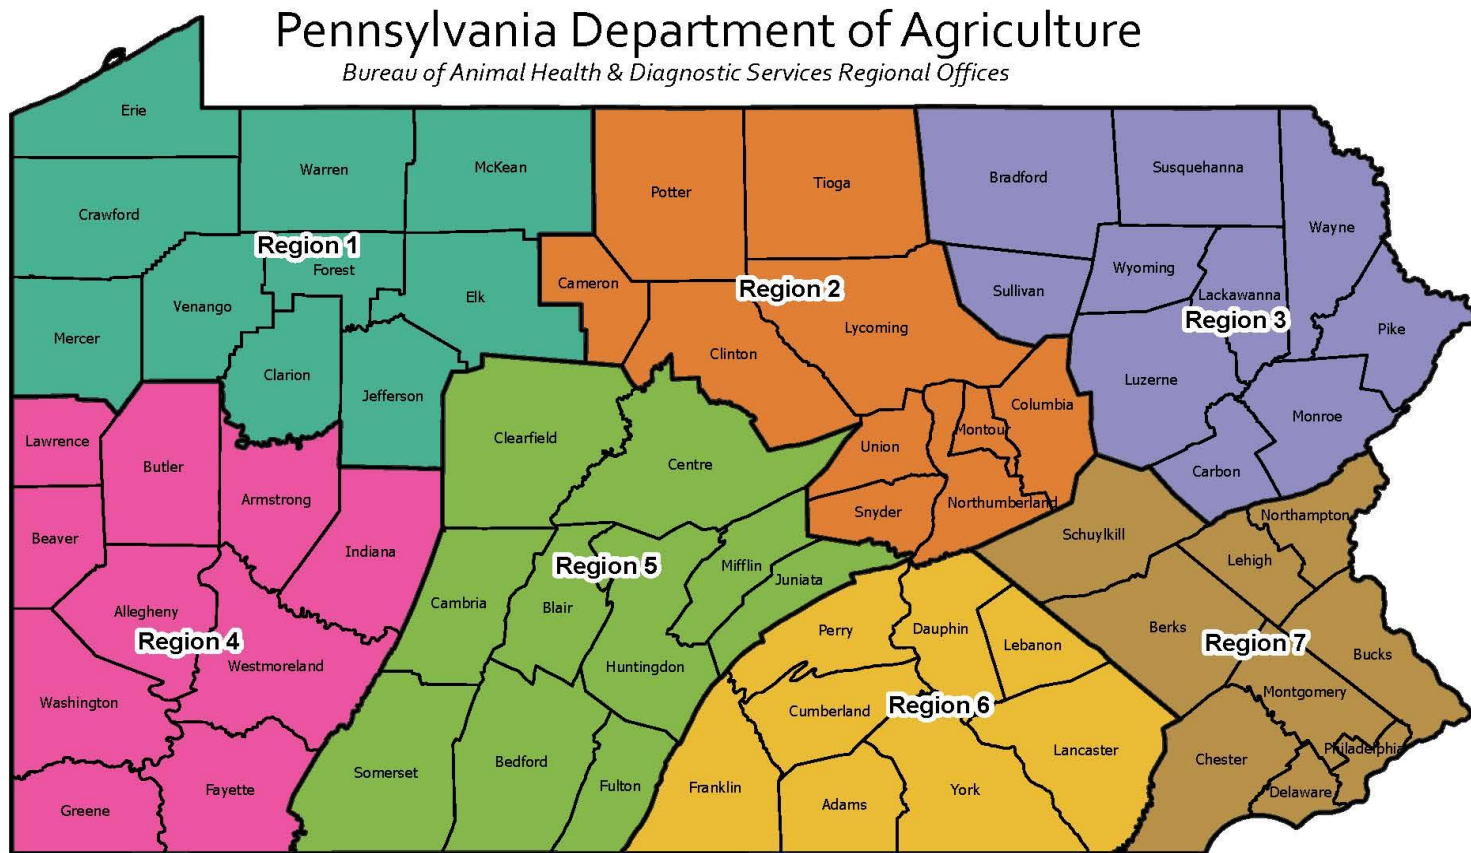 Pennsylvania Department of Agriculture
Bureau of Animal Health & Diagnostic Services Regional Offices
Erie
Warren
McKean
Crawford
Region 1
Forest
Venango
Elk
Mercer
Clarion
Jefferson
Potter
Tioga
Cameron
Region 2
Lycoming
Clinton
Columbia
Union
Montour
Snyder
Northumberland
Bradford
Susquehanna
Wayne
Wyoming
Sullivan
Lackawanna
Region 3
Pike
Luzerne
Monroe
Carbon
Lawrence
Butler
Armstrong
Beaver
Indiana
Allegheny
Region 4
Westmoreland
Washington
Fayette
Greene
Clearfield
Centre
Region 5
Mifflin
Juniata
Cambria
Blair
Huntingdon
Somerset
Bedford
Fulton
Perry
Dauphin
Lebanon
Cumberland
Region 6
Lancaster
Franklin
Adams
York
Schuylkill
Northampton
Lehigh
Berks
Region 7
Bucks
Montgomery
Chester
Philadelphia
Delaware